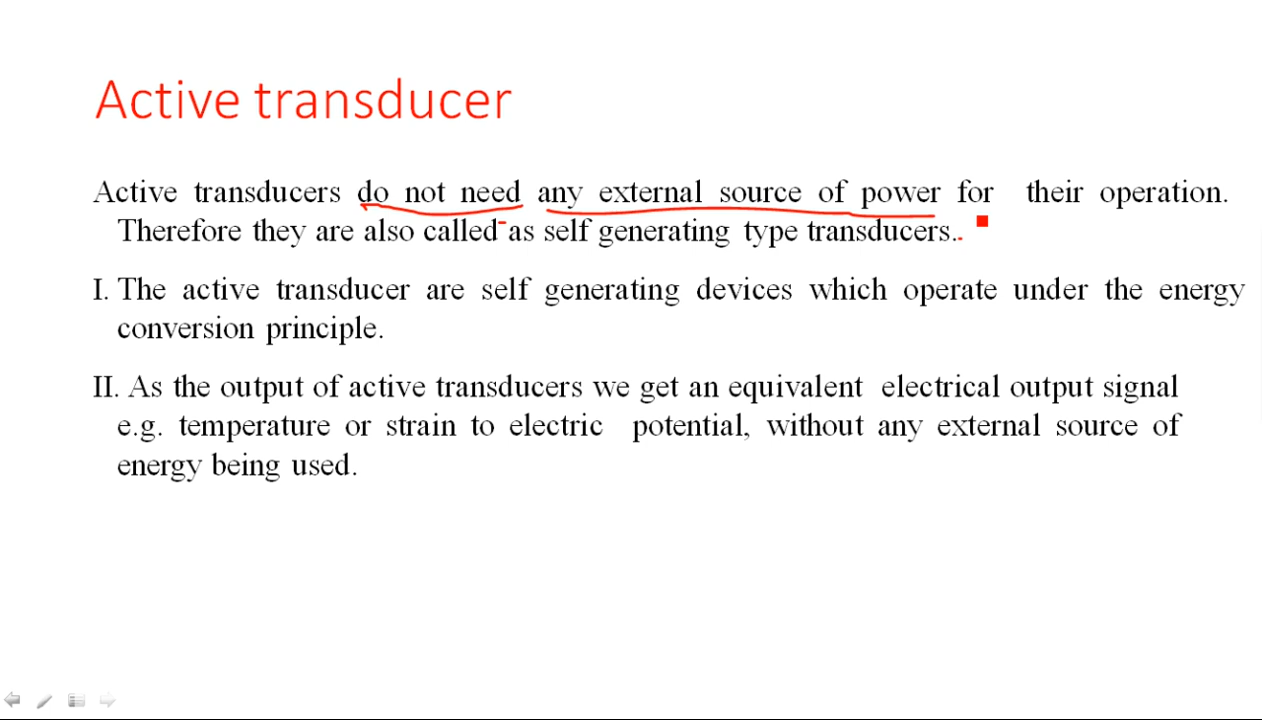 Active transducer
Active transducers do not need any external source of power for their operation.
Therefore they are also called as self generating type transducers..
I. The active transducer are self generating devices which operate under the energy
conversion principle.
II. As the output of active transducers we get an equivalent electrical output signal
e.g. temperature or strain to electric potential, without any external source of
energy being used.